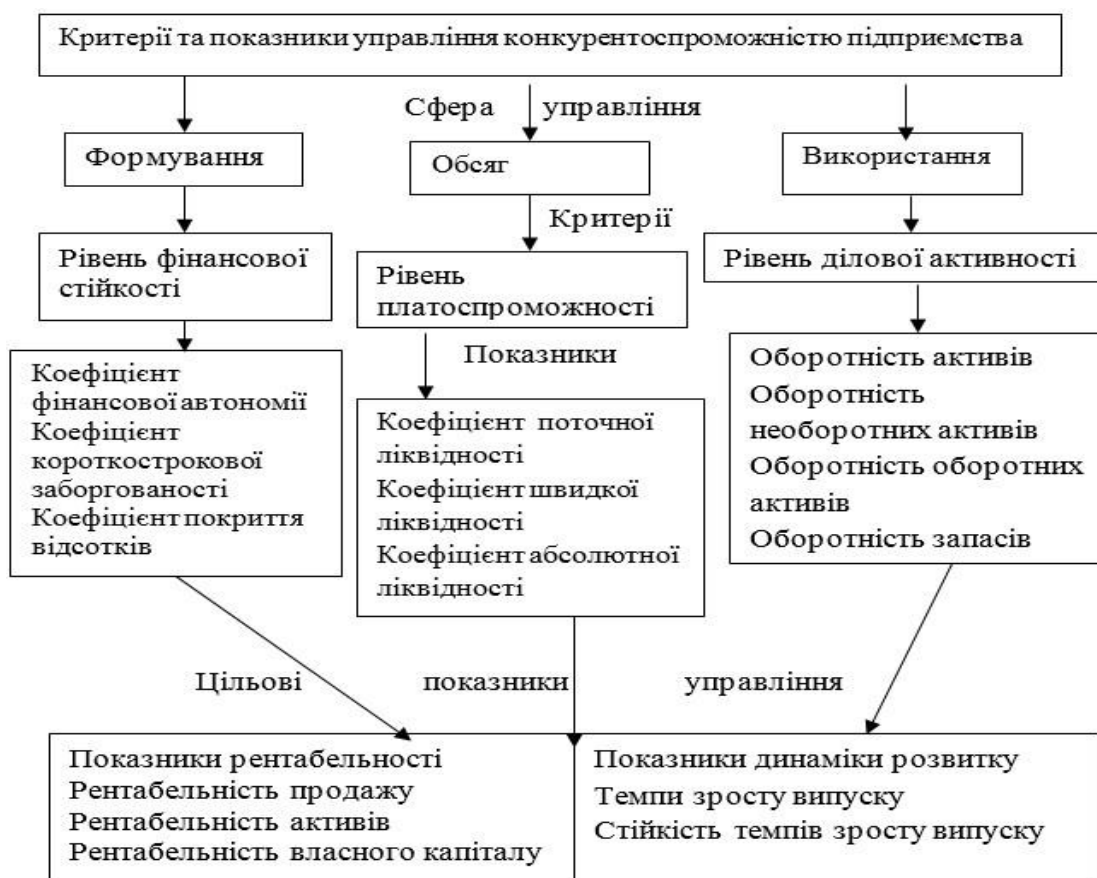 Критерії та показники управління конкурентоспроможністю підприємства
Сфера управління
Формування
Обсяг
Використання
Критерії
Рівень фінансової
стійкості
Рівень
платоспроможності
Рівень ділової активності
Показники
Коефіцієнт
фінансової автономії
Коефіцієнт
короткострокової
заборгованості
Коефіцієнт покриття
відсотків
Коефіцієнт поточної
ліквідності
Коефіцієнт швидкої
ліквідності
Коефіцієнт абсолютної
ліквідності
Оборотність активів
Оборотність
необоротних активів
Оборотність оборотних
активів
Оборотність запасів
Цільові показники управління
Показники рентабельності
Рентабельність продажу
Рентабельність активів
Рентабельність власного капіталу
Показники динаміки розвитку
Темпи зросту випуску
Стійкість темпів зросту випуску